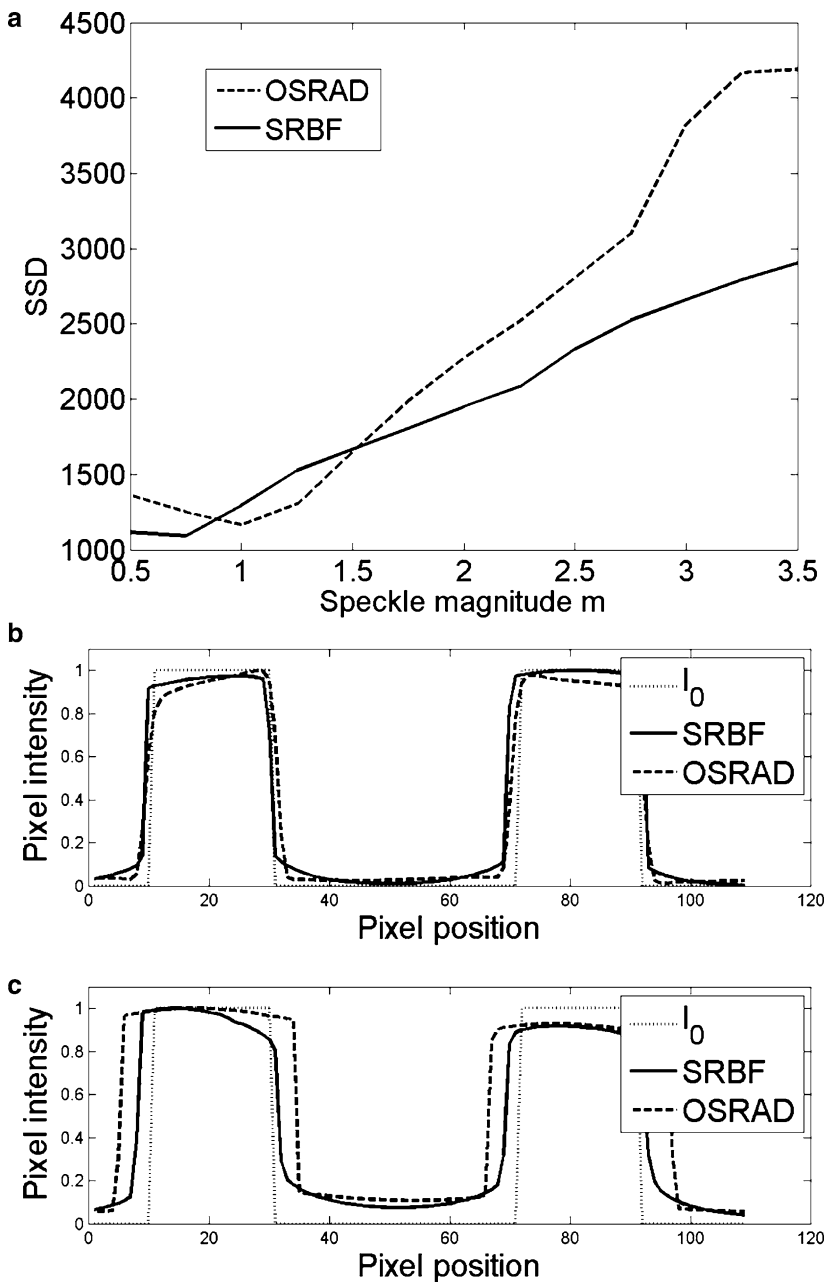 a
4500
4000
3500
3000
2500
2000
1500
1000
SSD
OSRAD
SRBF
0.5 1 1.5 2 2.5 3 3.5
Speckle magnitude m
b
1
0.8
0.6
0.4
0.2
0
Pixel intensity
I0
SRBF
OSRAD
0 20 40 60 80 100 120
Pixel position
c
1
0.8
0.6
0.4
0.2
0
Pixel intensity
I0
SRBF
OSRAD
0 20 40 60 80 100 120
Pixel position